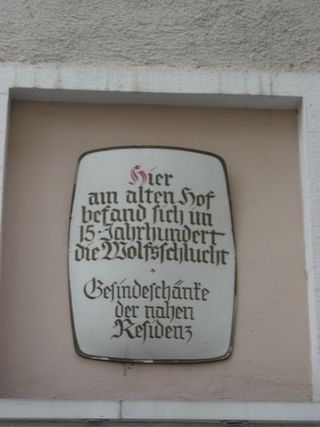 Hier
am alten Hof
befand sich im
15. Jahrhundert
die Wolfsschlucht
Gesindeschänke
der nahen
Residenz